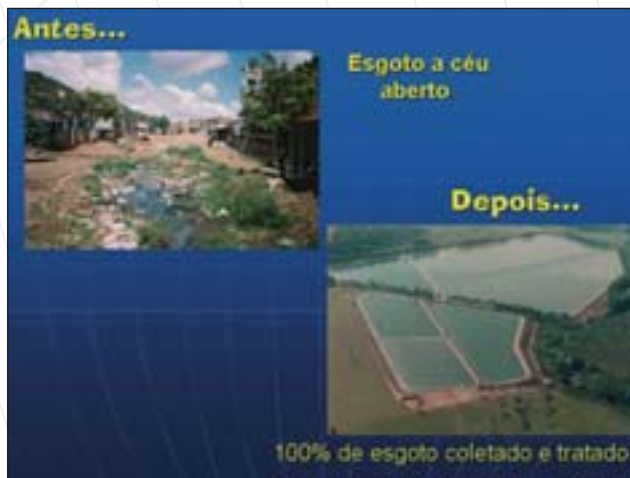 Antes...
Esgoto a céu
aberto
Depois...
100% de esgoto coletado e tratado